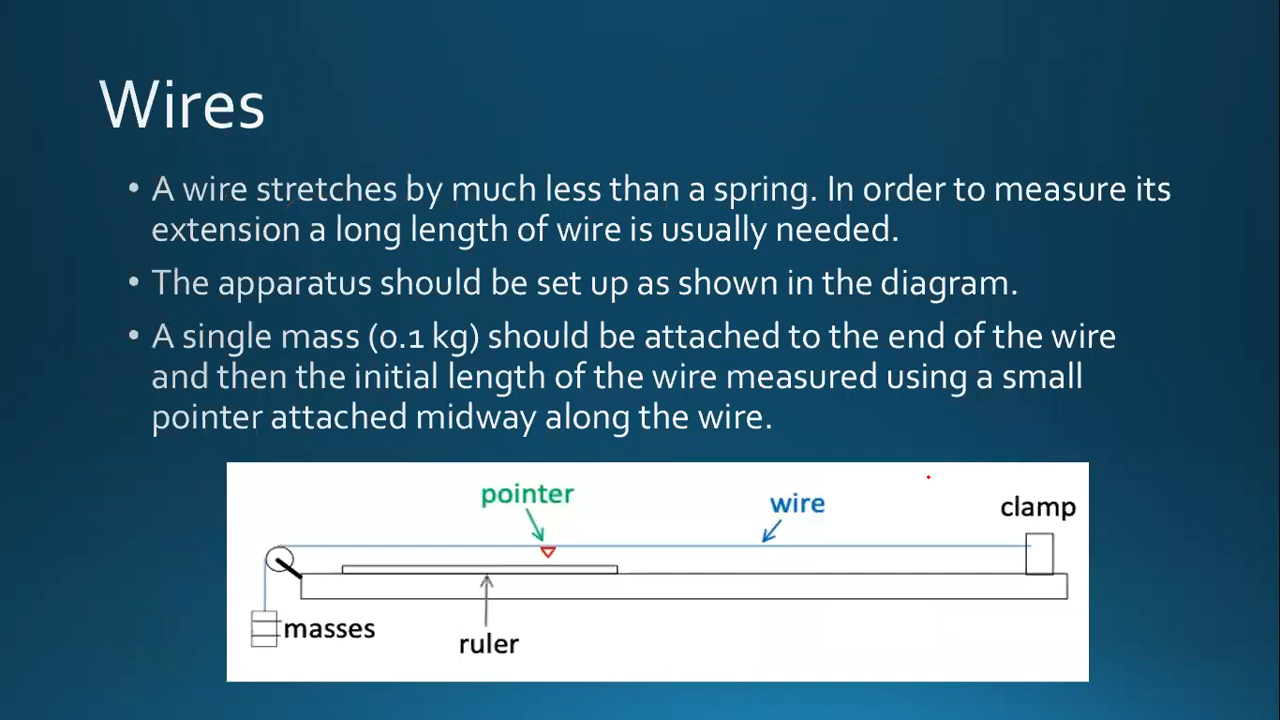 Wires
• A wire stretches by much less than a spring. In order to measure its
extension a long length of wire is usually needed.
• The apparatus should be set up as shown in the diagram.
• A single mass (0.1 kg) should be attached to the end of the wire
and then the initial length of the wire measured using a small
pointer attached midway along the wire.
pointer
wire
clamp
masses
ruler